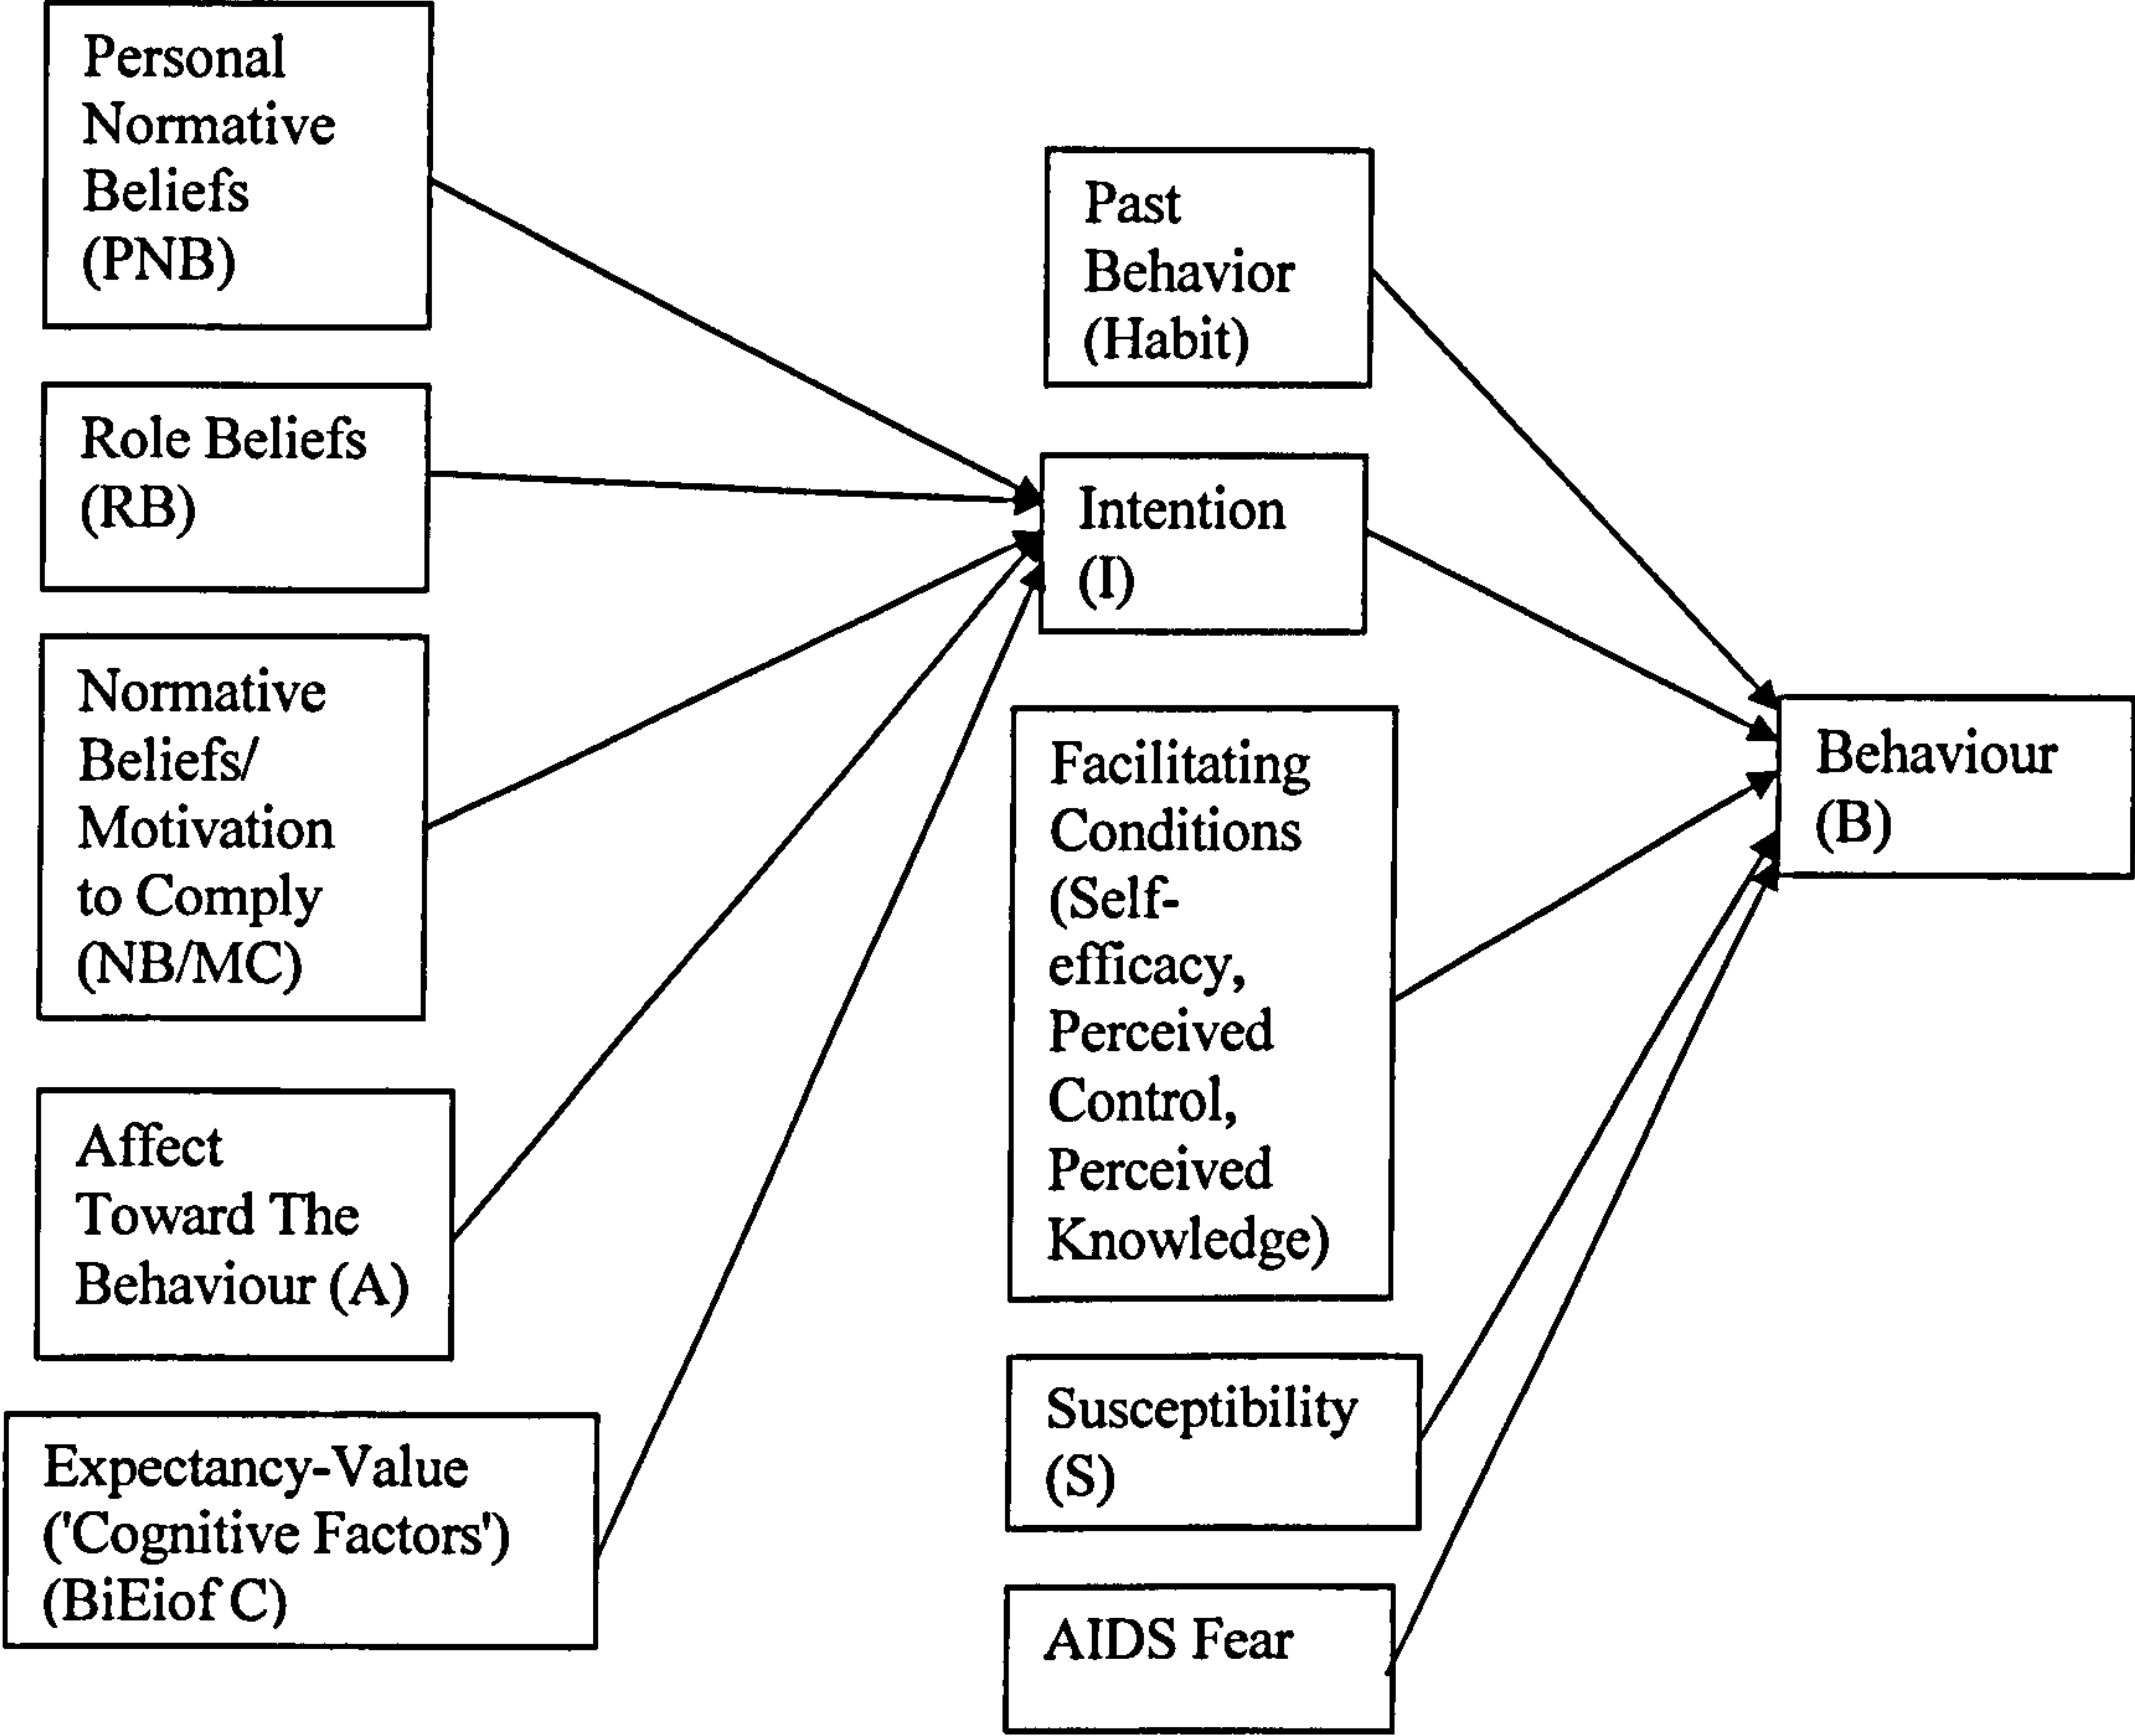 Personal
Normative
Beliefs
(PNB)
Role Beliefs
(RB)
Normative
Beliefs/
Motivation
to Comply
(NB/MC)
Affect
Toward The
Behaviour (A)
Expectancy-Value
('Cognitive Factors')
(BiEiof C)
Past
Behavior
(Habit)
Intention
(I)
Facilitating
Conditions
(Self-
efficacy,
Perceived
Control,
Perceived
Knowledge)
Susceptibility
(S)
AIDS Fear
Behaviour
(B)